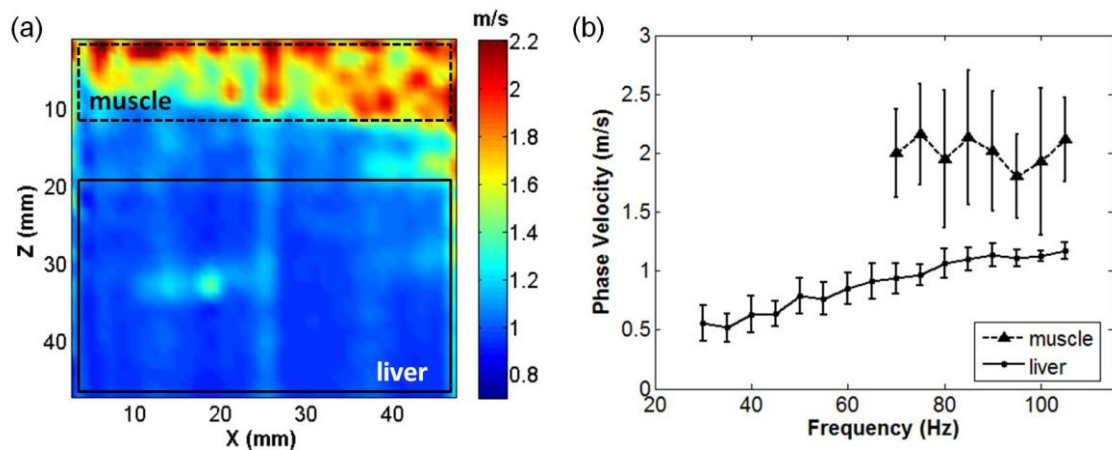 (a)
m/s
2.2
2
1.8
1.6
1.4
1.2
1
0.8
muscle
liver
10
20
30
40
Z (mm)
10 20 30 40
X (mm)
(b)
3
2.5
2
1.5
1
0.5
0
Phase Velocity (m/s)
muscle
liver
20 40 60 80 100
Frequency (Hz)